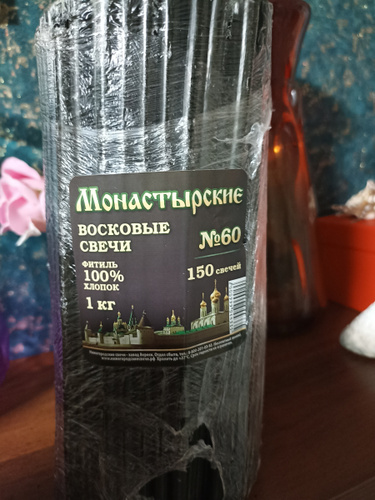 Монастырские
ВОСКОВЫЕ
СВЕЧИ
№60
ФИТИЛЬ
100%
ХЛОПОК
150 свечей
1 кг